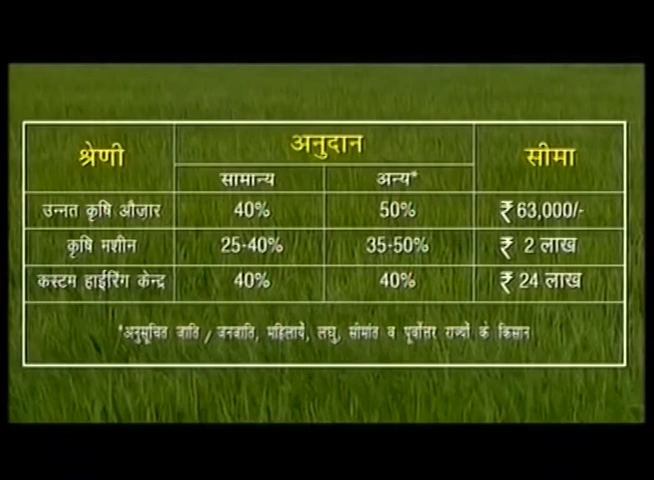 श्रेणी अनुदान सीमा
सामान्य अन्य*
उन्नत कृषि औज़ार 40% 50% ₹ 63,000/-
कृषि मशीन 25-40% 35-50% ₹ 2 लाख
कस्टम हाईरिंग केन्द्र 40% 40% ₹ 24 लाख
*अनुसूचित जाति / जनजाति, महिलायें, लघु, सीमांत व पूर्वोत्तर राज्यों के किसान